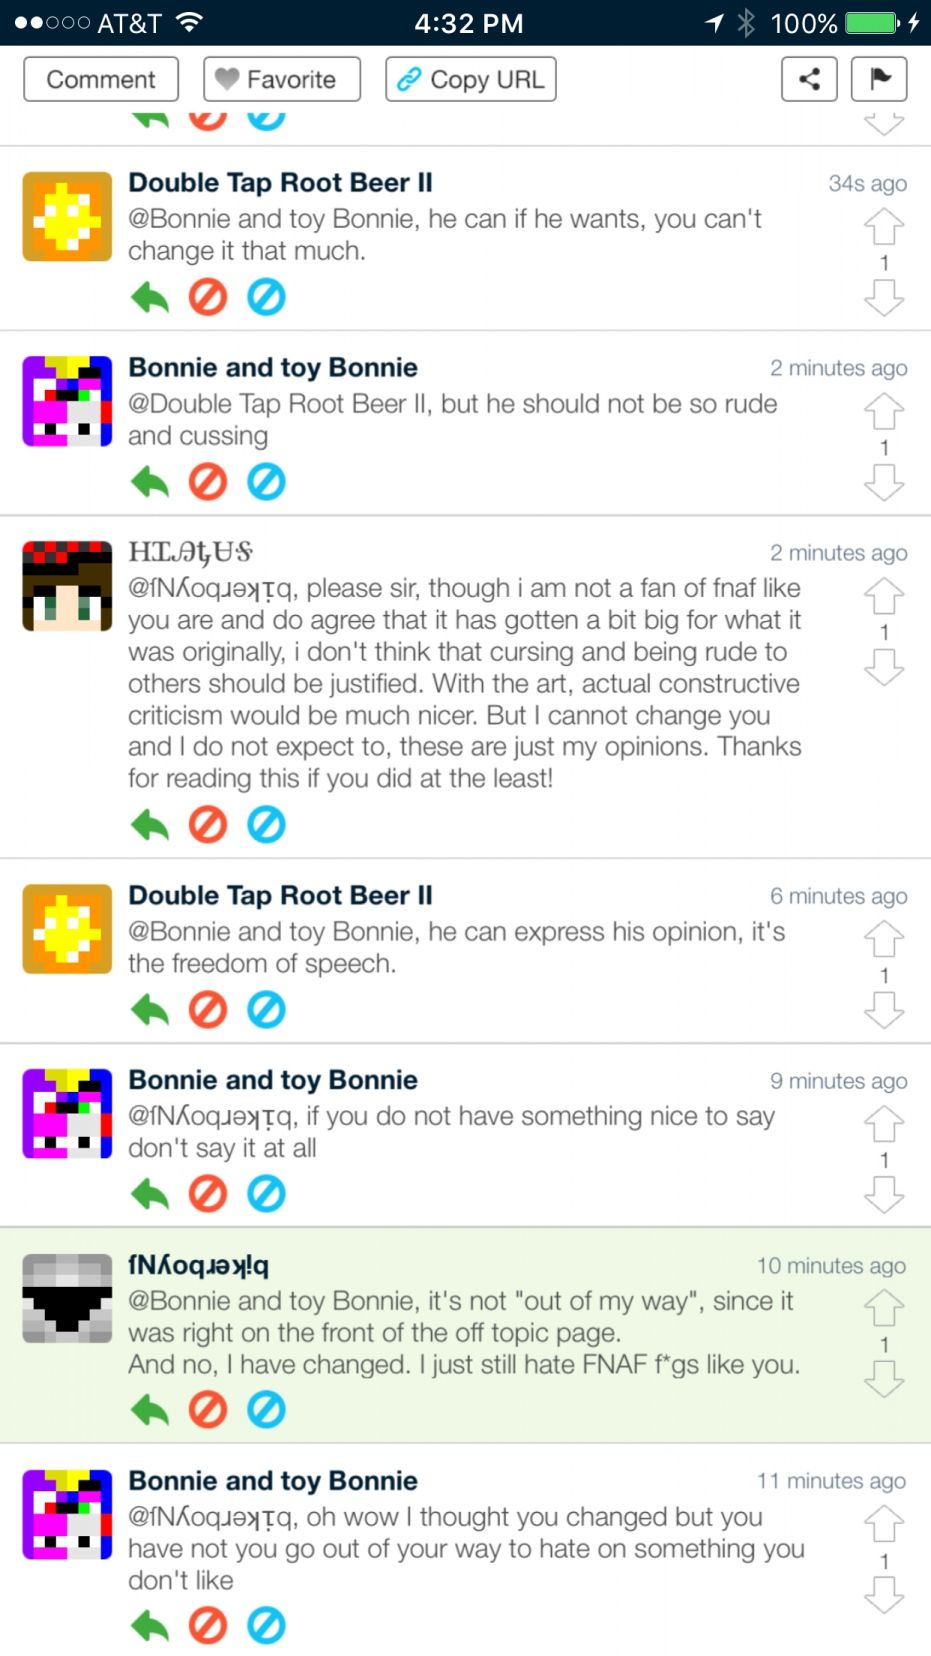 AT&T 4:32 PM 100%
Comment Favorite Copy URL
Double Tap Root Beer II 34s ago
@Bonnie and toy Bonnie, he can if he wants, you can't
change it that much.
1
Bonnie and toy Bonnie 2 minutes ago
@Double Tap Root Beer II, but he should not be so rude
and cussing
1
ꃅꀤᎯƫᏌᎦ 2 minutes ago
@ſNʎoqɹǝʞᴉq, please sir, though i am not a fan of fnaf like
you are and do agree that it has gotten a bit big for what it
was originally, i don't think that cursing and being rude to
others should be justified. With the art, actual constructive
criticism would be much nicer. But I cannot change you
and I do not expect to, these are just my opinions. Thanks
for reading this if you did at the least!
1
Double Tap Root Beer II 6 minutes ago
@Bonnie and toy Bonnie, he can express his opinion, it's
the freedom of speech.
1
Bonnie and toy Bonnie 9 minutes ago
@ſNʎoqɹǝʞᴉq, if you do not have something nice to say
don't say it at all
1
ſNʎoqɹǝʞᴉq 10 minutes ago
@Bonnie and toy Bonnie, it's not "out of my way", since it
was right on the front of the off topic page.
And no, I have changed. I just still hate FNAF f*gs like you.
1
Bonnie and toy Bonnie 11 minutes ago
@ſNʎoqɹǝʞᴉq, oh wow I thought you changed but you
have not you go out of your way to hate on something you
don't like
1